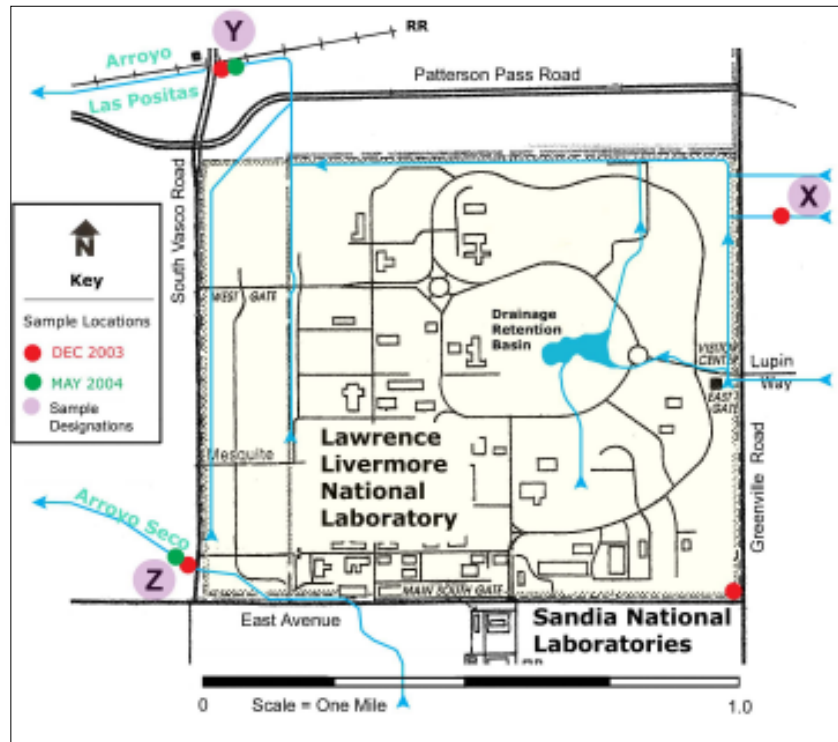 Y
RR
Arroyo
Las Positas
Patterson Pass Road
X
South Vasco Road
N
Key
Sample Locations
DEC 2003
MAY 2004
Sample
Designations
WEST GATE
Drainage
Retention
Basin
VISITOR
CENTER
Lupin
Way
EAST
GATE
Greenville Road
Mesquite
Lawrence
Livermore
National
Laboratory
Arroyo Seco
Z
MAIN SOUTH GATE
East Avenue
Sandia National
Laboratories
0
Scale = One Mile
1.0